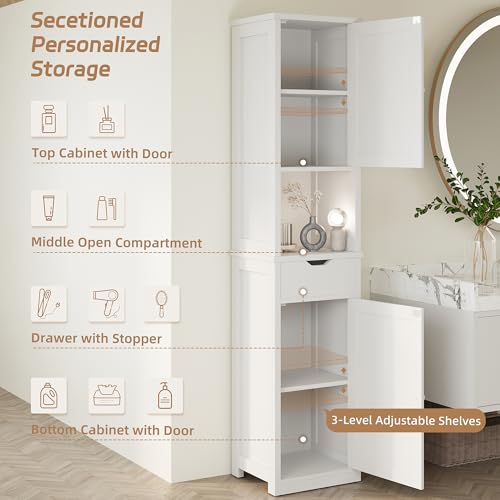 Secetioned
Personalized
Storage
Top Cabinet with Door
Middle Open Compartment
Drawer with Stopper
Bottom Cabinet with Door
3-Level Adjustable Shelves